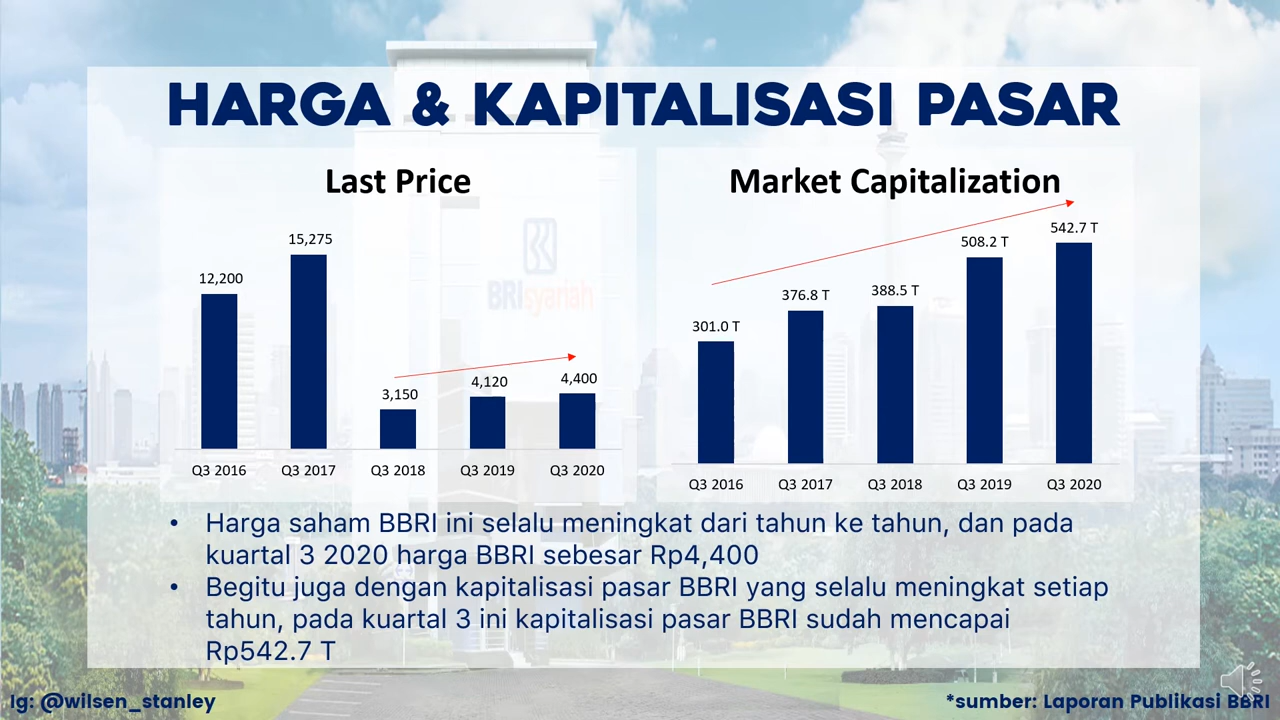 HARGA & KAPITALISASI PASAR
Last Price
15,275
12,200
4,400
4,120
3,150
Q3 2016 Q3 2017 Q3 2018 Q3 2019 Q3 2020
Market Capitalization
542.7 T
508.2 T
388.5 T
376.8 T
301.0 T
Q3 2016 Q3 2017 Q3 2018 Q3 2019 Q3 2020
BRIsyariah
• Harga saham BBRI ini selalu meningkat dari tahun ke tahun, dan pada
kuartal 3 2020 harga BBRI sebesar Rp4,400
• Begitu juga dengan kapitalisasi pasar BBRI yang selalu meningkat setiap
tahun, pada kuartal 3 ini kapitalisasi pasar BBRI sudah mencapai
Rp542.7 T
Ig: @wilsen_stanley
*sumber: Laporan Publikasi BBRI